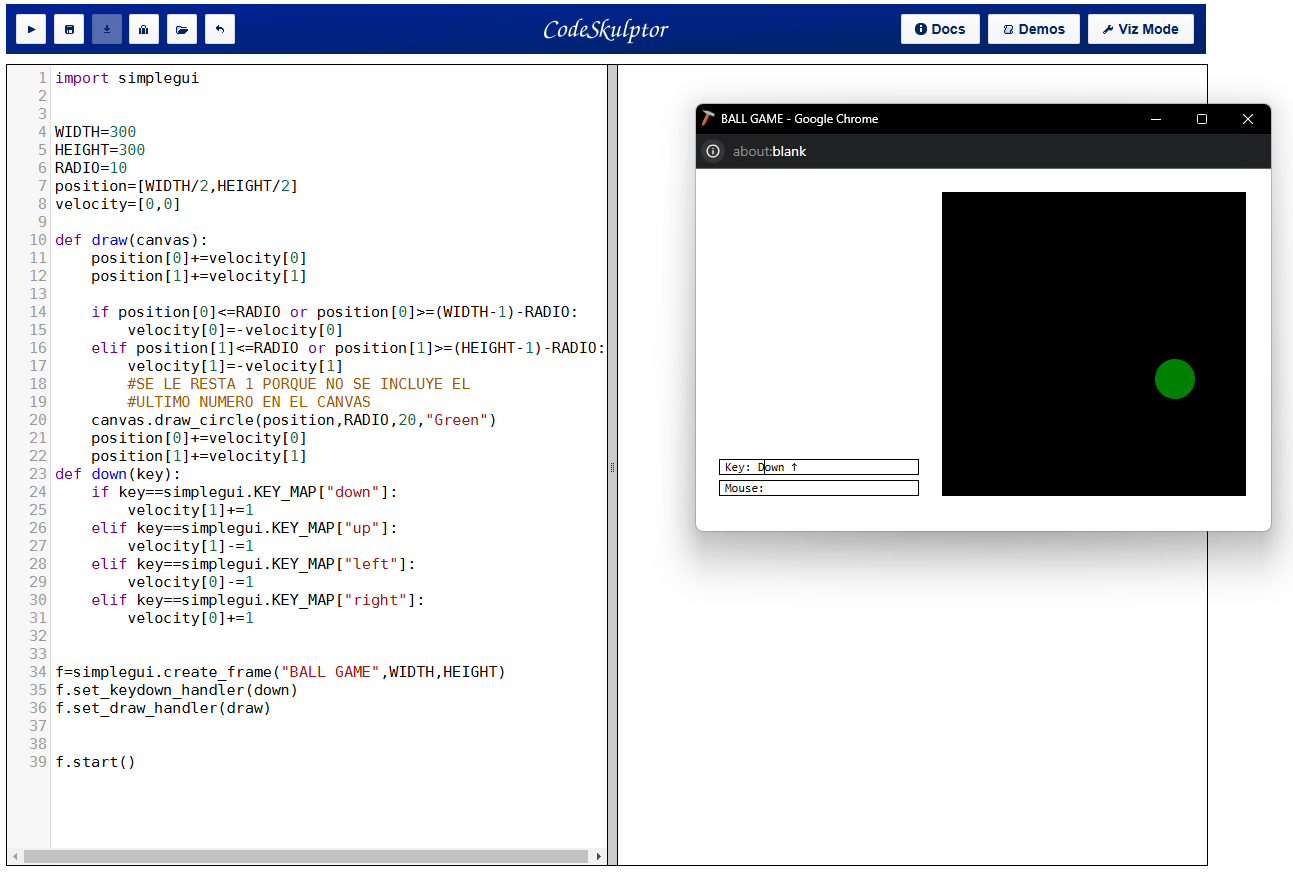 CodeSkulptor
Docs
Demos
Viz Mode
1 import simplegui
2
3
4 WIDTH=300
5 HEIGHT=300
6 RADIO=10
7 position=[WIDTH/2,HEIGHT/2]
8 velocity=[0,0]
9
10 def draw(canvas):
11     position[0]+=velocity[0]
12     position[1]+=velocity[1]
13
14     if position[0]<=RADIO or position[0]>=(WIDTH-1)-RADIO:
15         velocity[0]=-velocity[0]
16     elif position[1]<=RADIO or position[1]>=(HEIGHT-1)-RADIO:
17         velocity[1]=-velocity[1]
18         #SE LE RESTA 1 PORQUE NO SE INCLUYE EL
19         #ULTIMO NUMERO EN EL CANVAS
20     canvas.draw_circle(position,RADIO,20,"Green")
21     position[0]+=velocity[0]
22     position[1]+=velocity[1]
23 def down(key):
24     if key==simplegui.KEY_MAP["down"]:
25         velocity[1]+=1
26     elif key==simplegui.KEY_MAP["up"]:
27         velocity[1]-=1
28     elif key==simplegui.KEY_MAP["left"]:
29         velocity[0]-=1
30     elif key==simplegui.KEY_MAP["right"]:
31         velocity[0]+=1
32
33
34 f=simplegui.create_frame("BALL GAME",WIDTH,HEIGHT)
35 f.set_keydown_handler(down)
36 f.set_draw_handler(draw)
37
38
39 f.start()
BALL GAME - Google Chrome
about:blank
Key: Down ↑
Mouse: